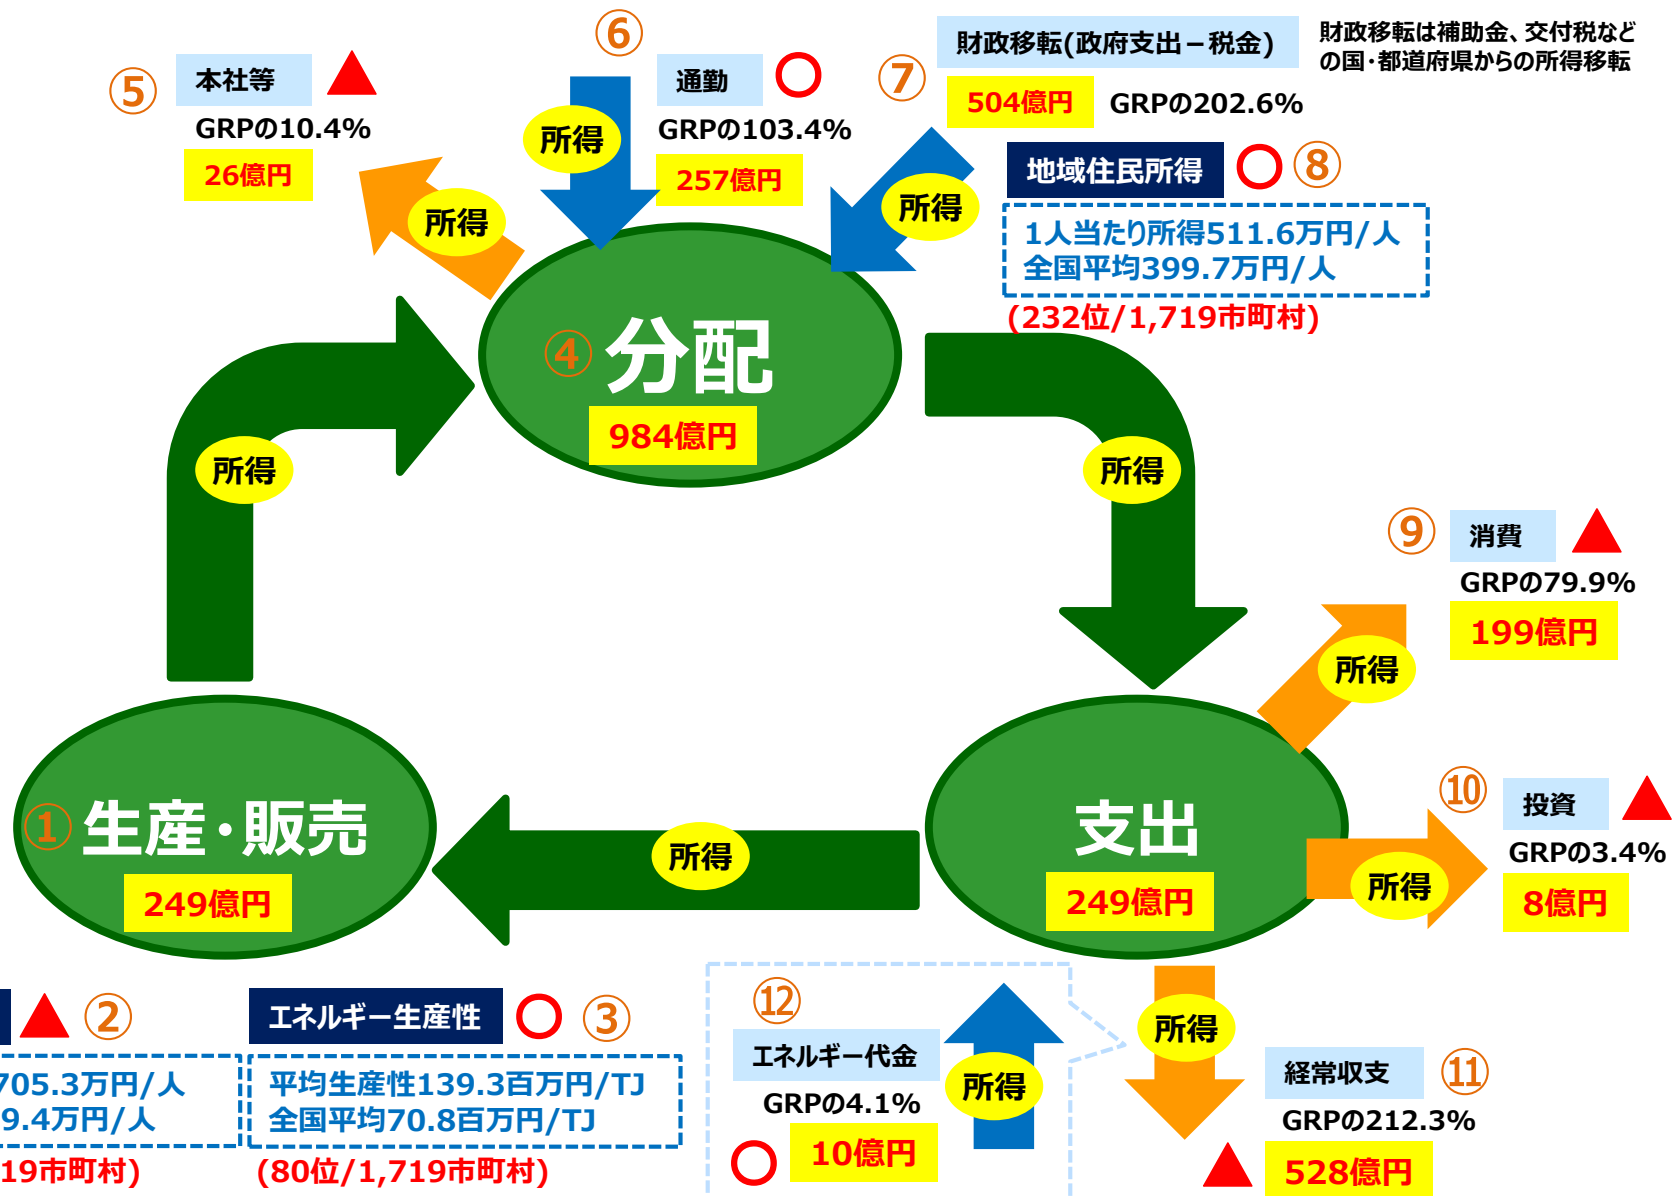 ⑤
本社等
GRPの10.4%
26億円
所得
⑥
所得
通勤
GRPの103.4%
257億円
⑦
財政移転(政府支出－税金)
504億円 GRPの202.6%
財政移転は補助金、交付税など
の国・都道府県からの所得移転
所得
地域住民所得
⑧
1人当たり所得511.6万円/人
全国平均399.7万円/人
(232位/1,719市町村)
④
分配
984億円
所得
所得
⑨
消費
GRPの79.9%
199億円
所得
①
生産・販売
249億円
所得
支出
249億円
⑩
投資
GRPの3.4%
8億円
所得
②
705.3万円/人
9.4万円/人
19市町村)
エネルギー生産性
③
平均生産性139.3百万円/TJ
全国平均70.8百万円/TJ
(80位/1,719市町村)
⑫
エネルギー代金
GRPの4.1%
10億円
所得
所得
経常収支
⑪
GRPの212.3%
528億円